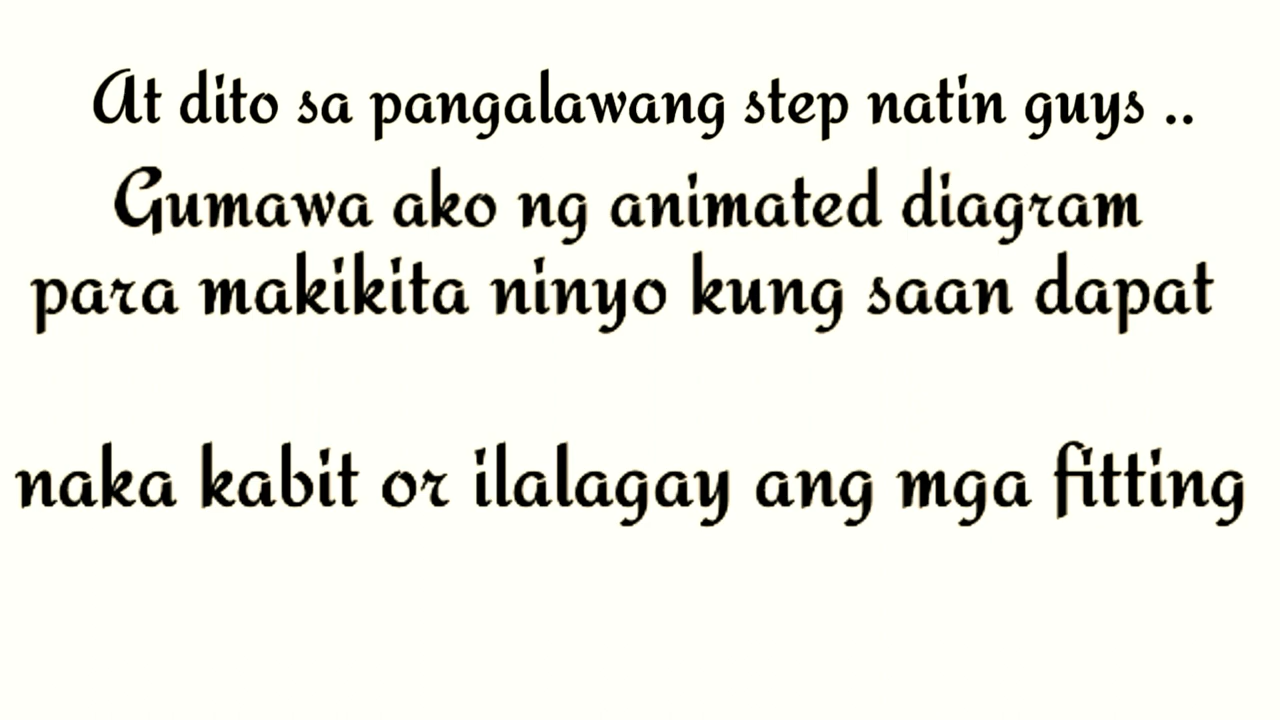 At dito sa pangalawang step natin guys ..
Gumawa ako ng animated diagram
para makikita ninyo kung saan dapat
naka kabit or ilalagay ang mga fitting